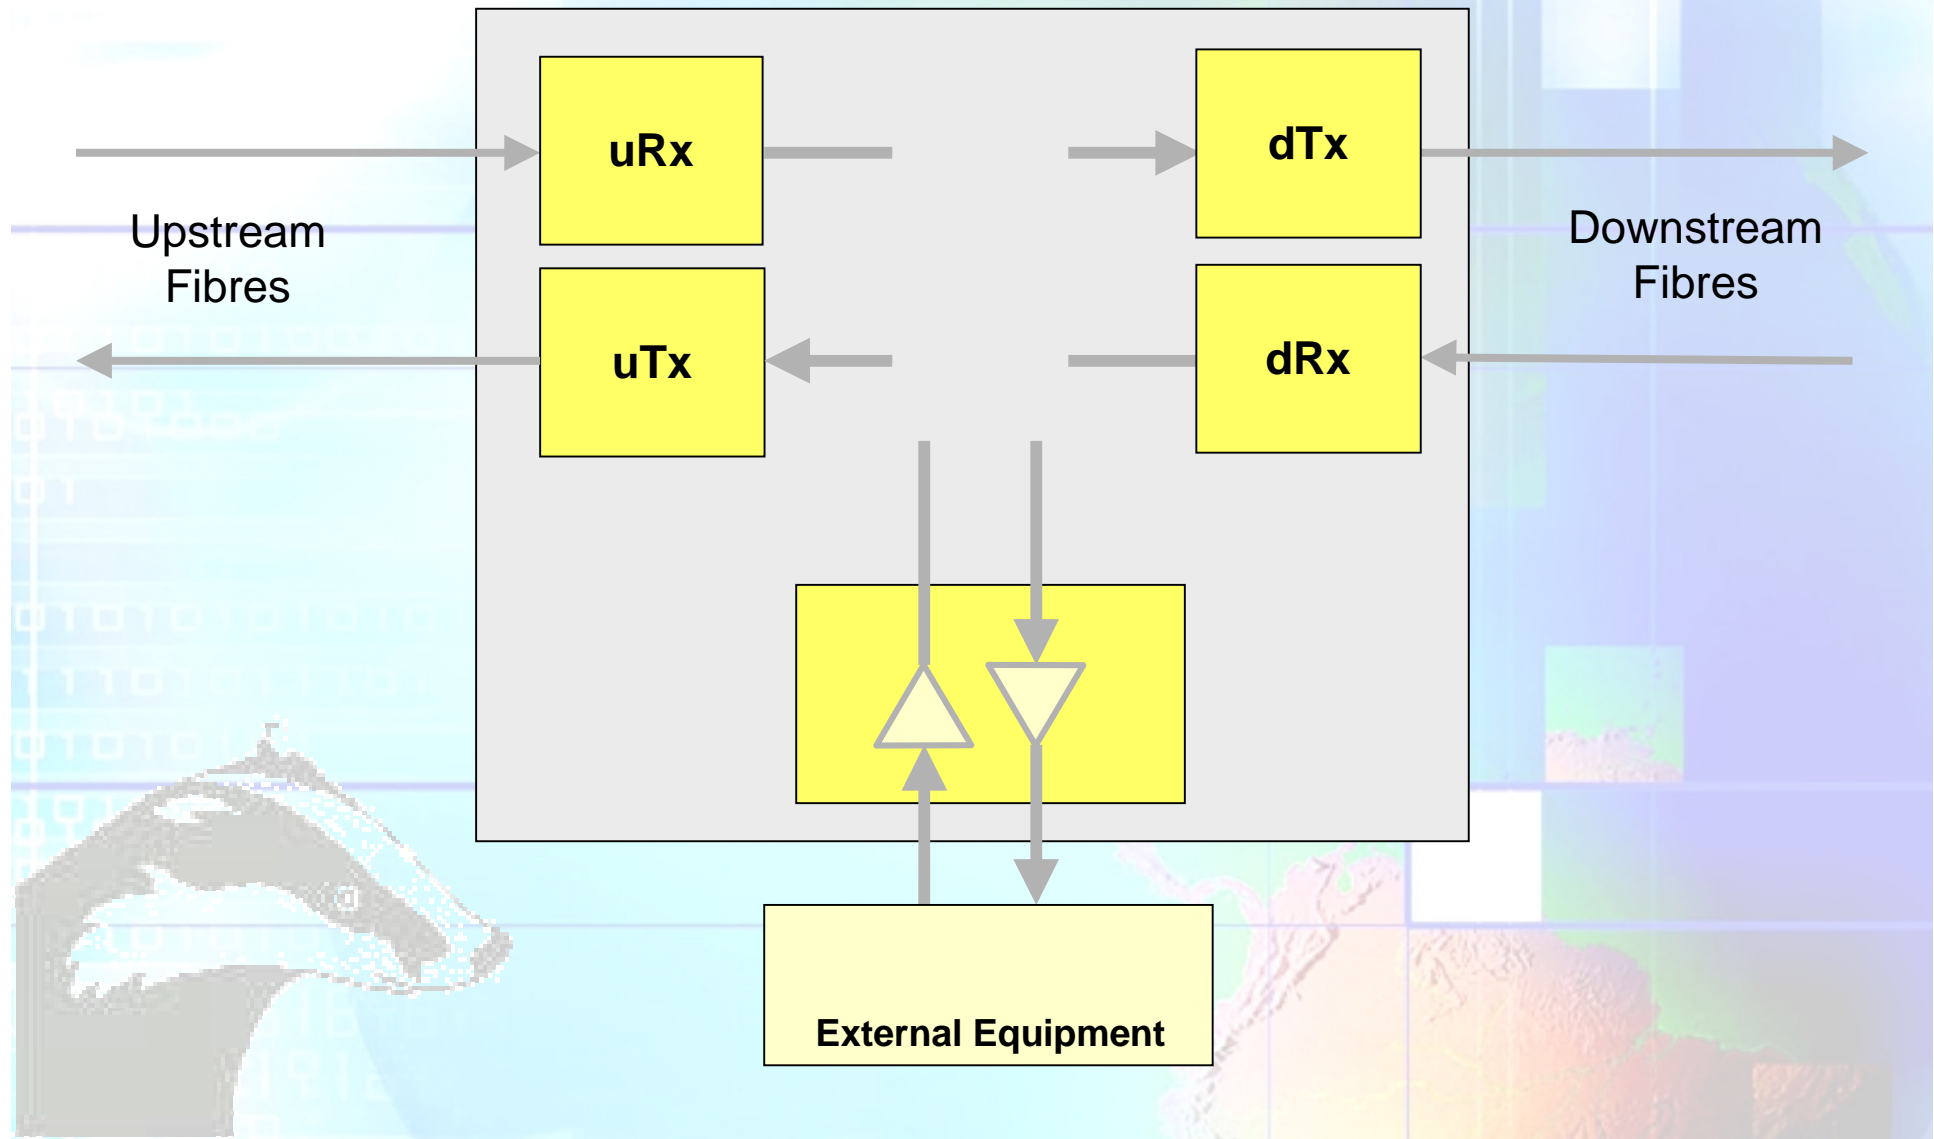 uRx
dTx
Upstream
Fibres
Downstream
Fibres
uTx
dRx
External Equipment